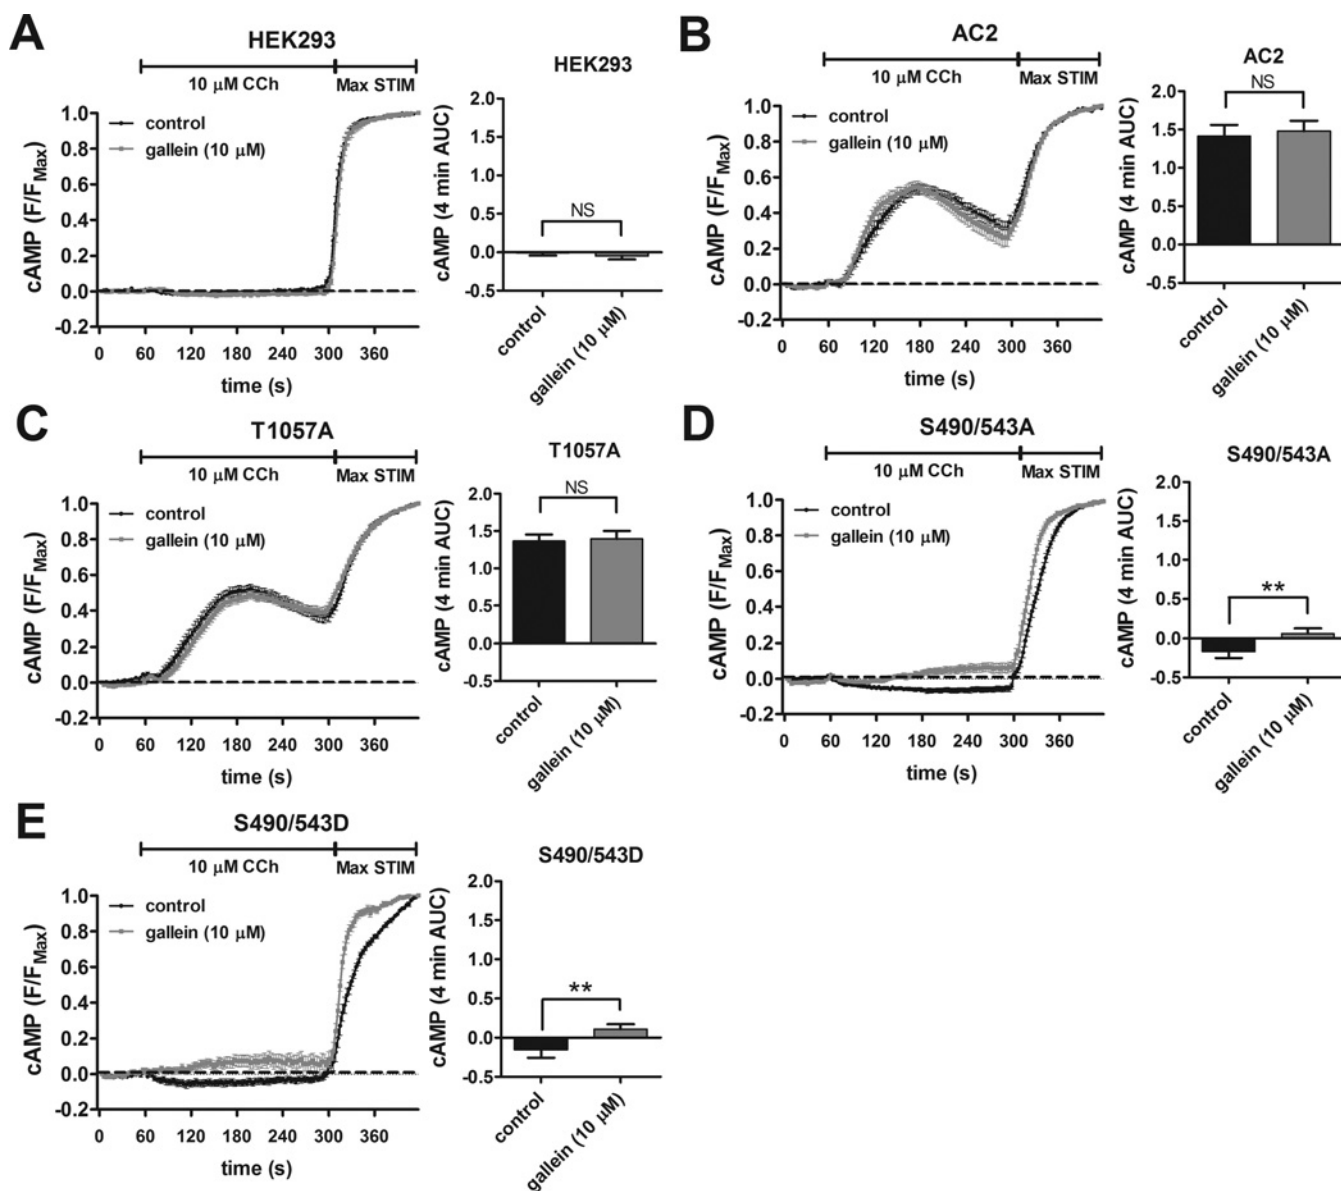 A
HEK293
10 μM CCh
Max STIM
control
gallein (10 μM)
cAMP (F/FMax)
1.0
0.8
0.6
0.4
0.2
0.0
-0.2
0 60 120 180 240 300 360
time (s)
HEK293
cAMP (4 min AUC)
2.0
1.5
1.0
0.5
0.0
-0.5
NS
control
gallein (10 μM)
B
AC2
10 μM CCh
Max STIM
control
gallein (10 μM)
cAMP (F/FMax)
1.0
0.8
0.6
0.4
0.2
0.0
-0.2
0 60 120 180 240 300 360
time (s)
AC2
cAMP (4 min AUC)
2.0
1.5
1.0
0.5
0.0
-0.5
NS
control
gallein (10 μM)
C
T1057A
10 μM CCh
Max STIM
control
gallein (10 μM)
cAMP (F/FMax)
1.0
0.8
0.6
0.4
0.2
0.0
-0.2
0 60 120 180 240 300 360
time (s)
T1057A
cAMP (4 min AUC)
2.0
1.5
1.0
0.5
0.0
-0.5
NS
control
gallein (10 μM)
D
S490/543A
10 μM CCh
Max STIM
control
gallein (10 μM)
cAMP (F/FMax)
1.0
0.8
0.6
0.4
0.2
0.0
-0.2
0 60 120 180 240 300 360
time (s)
S490/543A
cAMP (4 min AUC)
2.0
1.5
1.0
0.5
0.0
-0.5
**
control
gallein (10 μM)
E
S490/543D
10 μM CCh
Max STIM
control
gallein (10 μM)
cAMP (F/FMax)
1.0
0.8
0.6
0.4
0.2
0.0
-0.2
0 60 120 180 240 300 360
time (s)
S490/543D
cAMP (4 min AUC)
2.0
1.5
1.0
0.5
0.0
-0.5
**
control
gallein (10 μM)